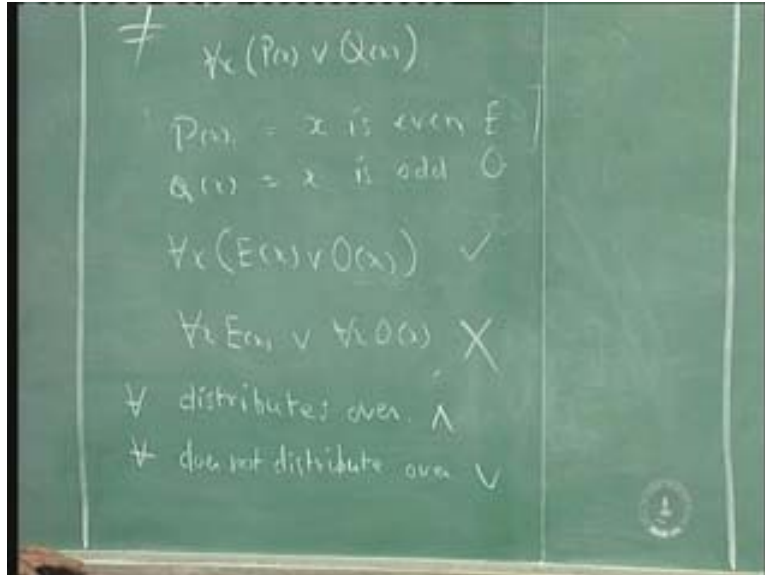 ≠
∀x (P(x) ∨ Q(x))
P(x) = x is even E
Q(x) = x is odd O
∀x (E(x) ∨ O(x)) ✓
∀x E(x) ∨ ∀x O(x) X
∀ distributes over ∧
∀ does not distribute over ∨